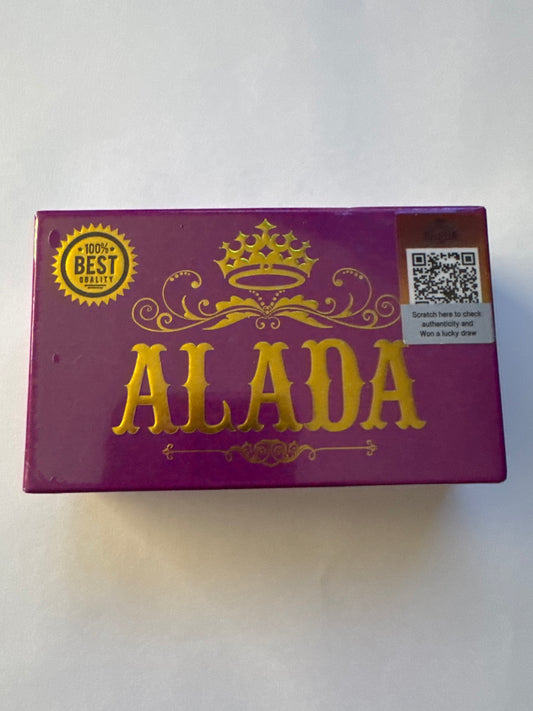 100%
BEST
QUALITY
Scratch here to check
authenticity and
Won a lucky draw
ALADA